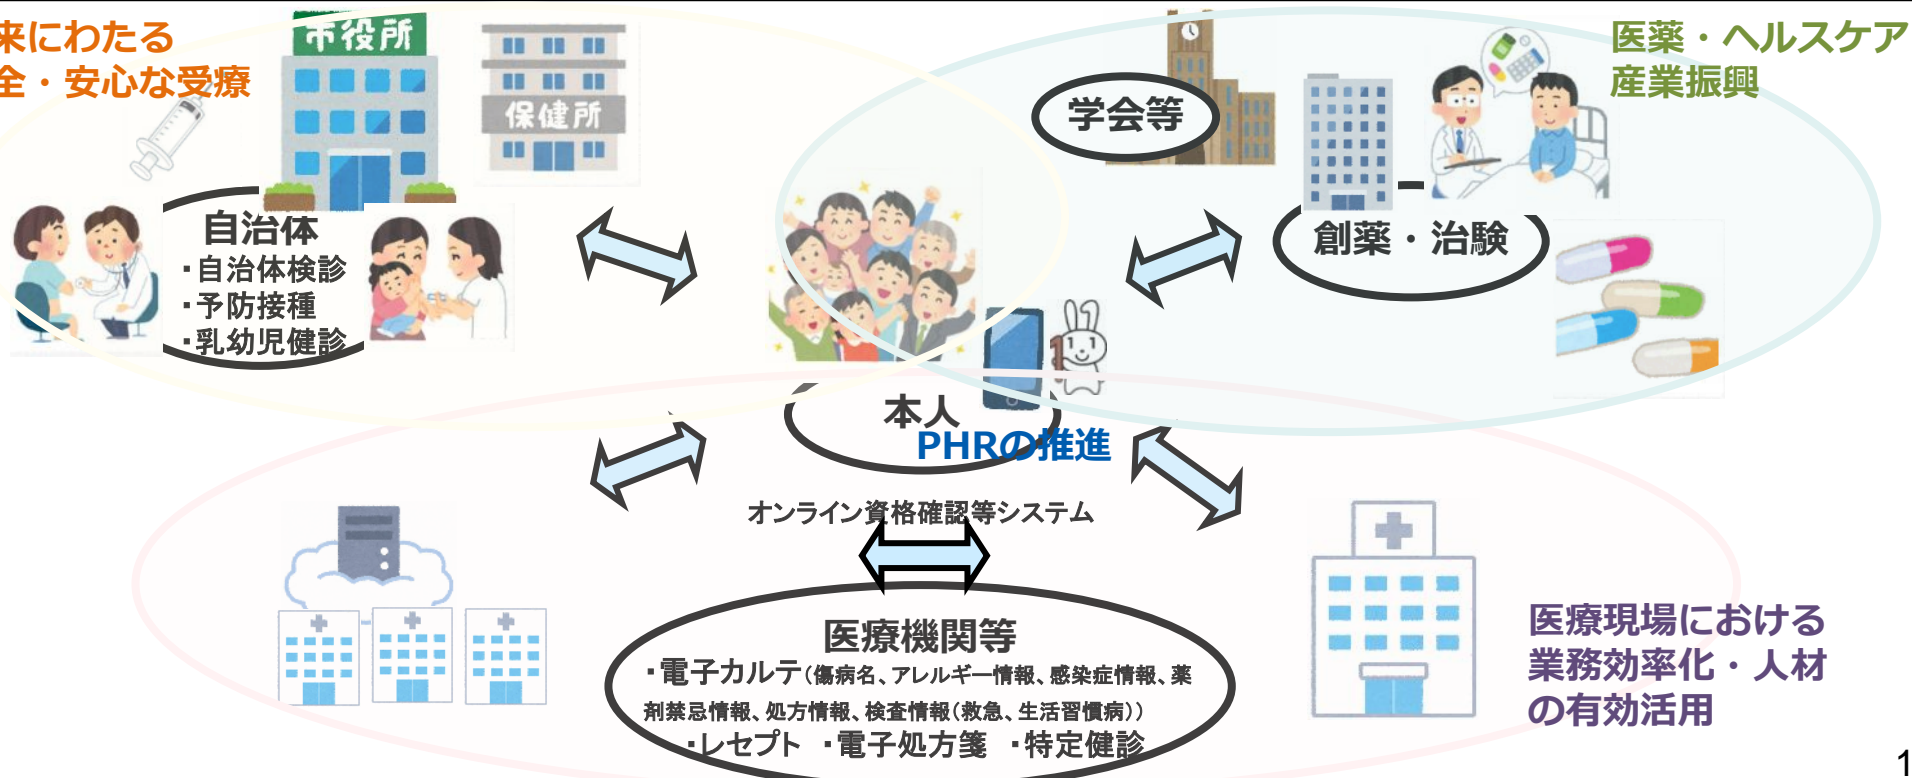 来にわたる
全・安心な受療
市役所
保健所
自治体
・自治体検診
・予防接種
・乳幼児健診
学会等
医薬・ヘルスケア
産業振興
創薬・治験
本人
PHRの推進
オンライン資格確認等システム
医療機関等
・電子カルテ(傷病名、アレルギー情報、感染症情報、薬
剤禁忌情報、処方情報、検査情報(救急、生活習慣病))
・レセプト ・電子処方箋 ・特定健診
医療現場における
業務効率化・人材
の有効活用
1